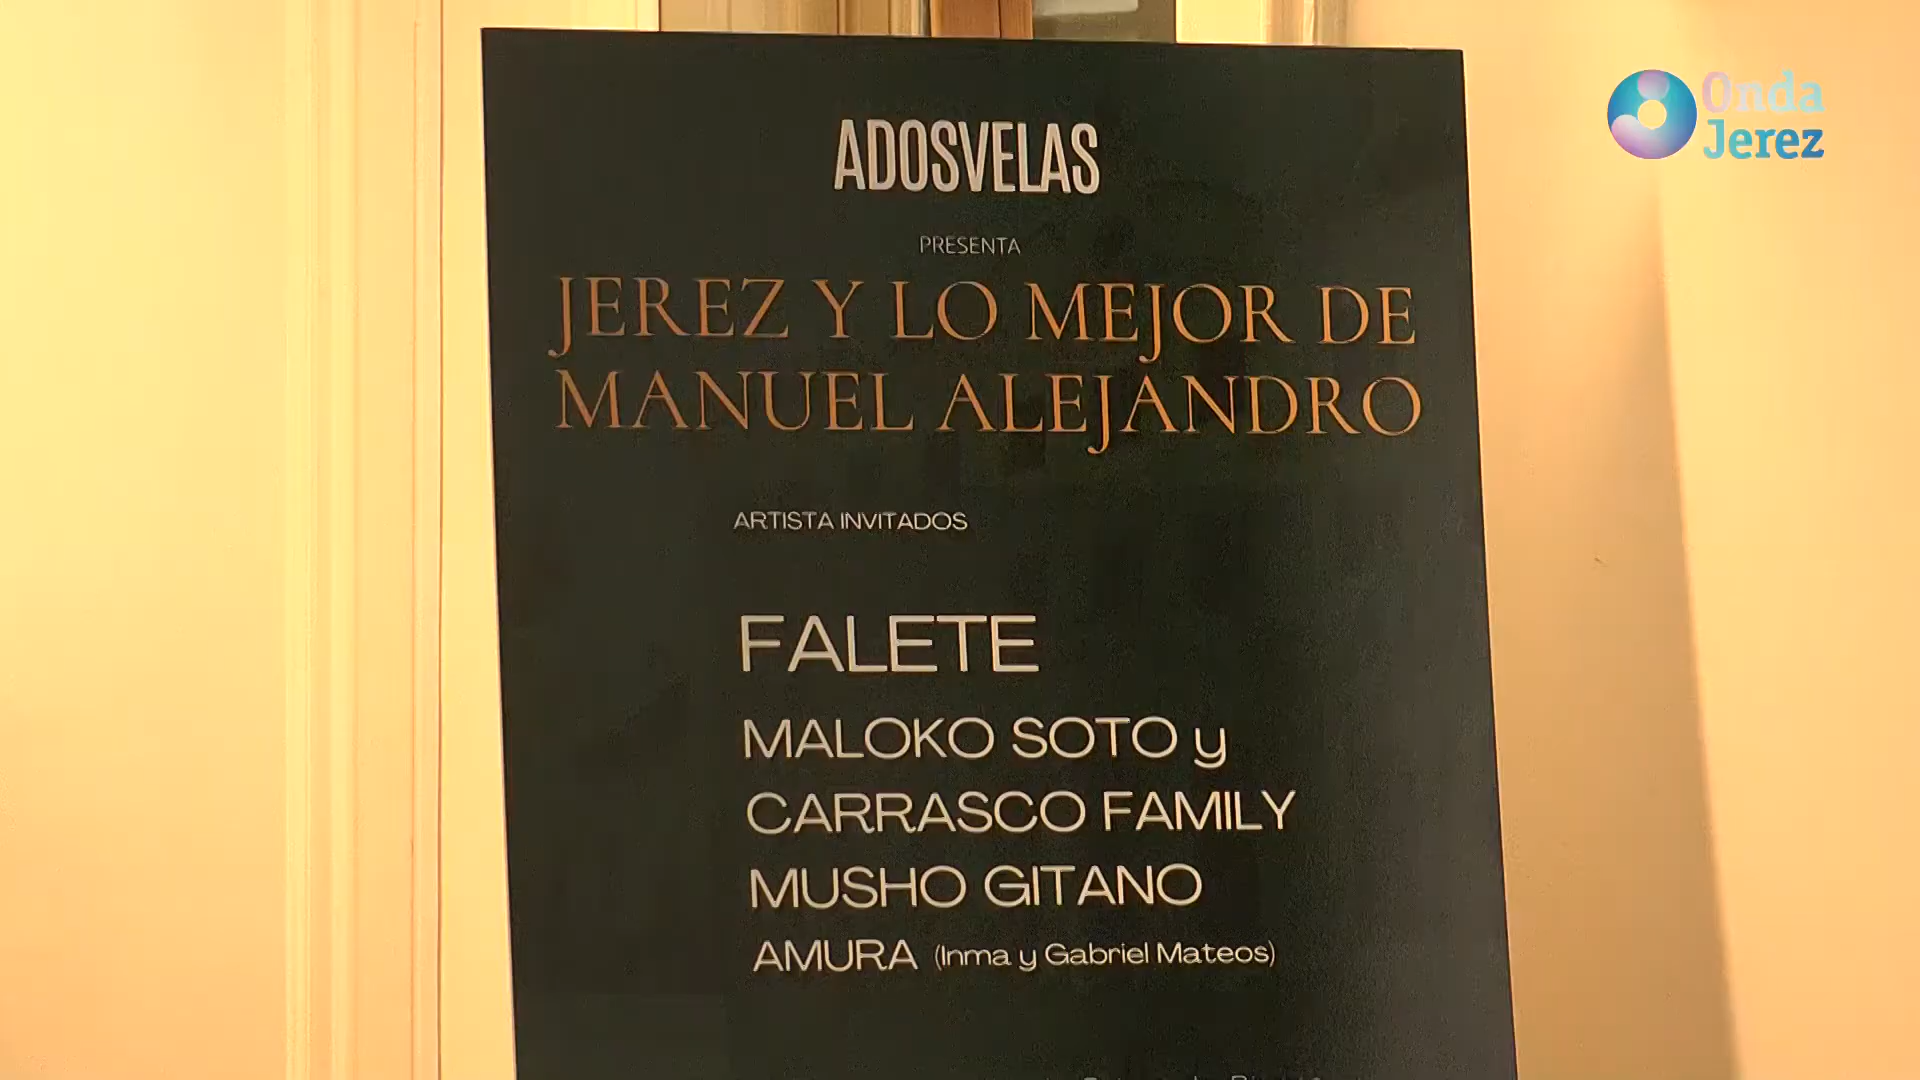 Onda
Jerez
ADOSVELAS
PRESENTA
JEREZ Y LO MEJOR DE
MANUEL ALEJANDRO
ARTISTA INVITADOS
FALETE
MALOKO SOTO y
CARRASCO FAMILY
MUSHO GITANO
AMURA (Inma y Gabriel Mateos)